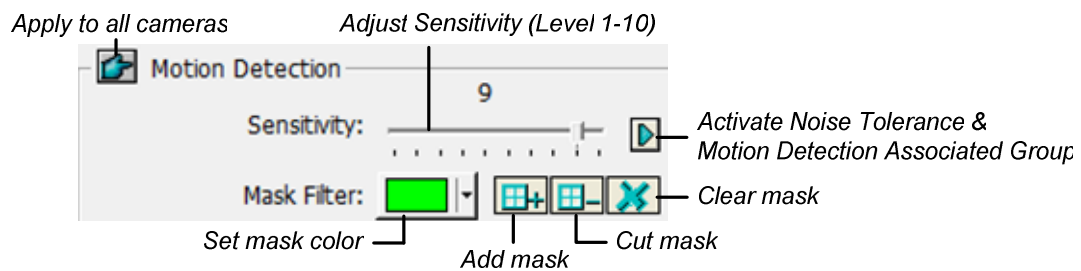 Apply to all cameras
Adjust Sensitivity (Level 1-10)
Motion Detection
9
Sensitivity:
Activate Noise Tolerance &
Motion Detection Associated Group
Mask Filter:
Clear mask
Set mask color
Cut mask
Add mask